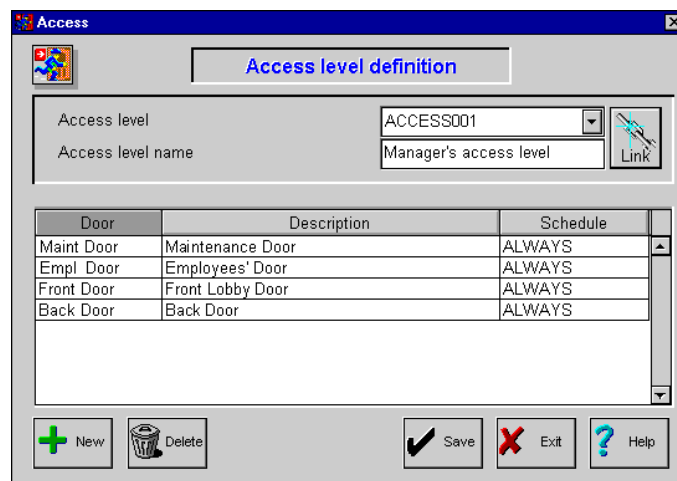 Access
Access level definition
Access level ACCESS001
Access level name Manager's access level
Link
Door Description Schedule
Maint Door Maintenance Door ALWAYS
Empl Door Employees' Door ALWAYS
Front Door Front Lobby Door ALWAYS
Back Door Back Door ALWAYS
New Delete Save Exit Help